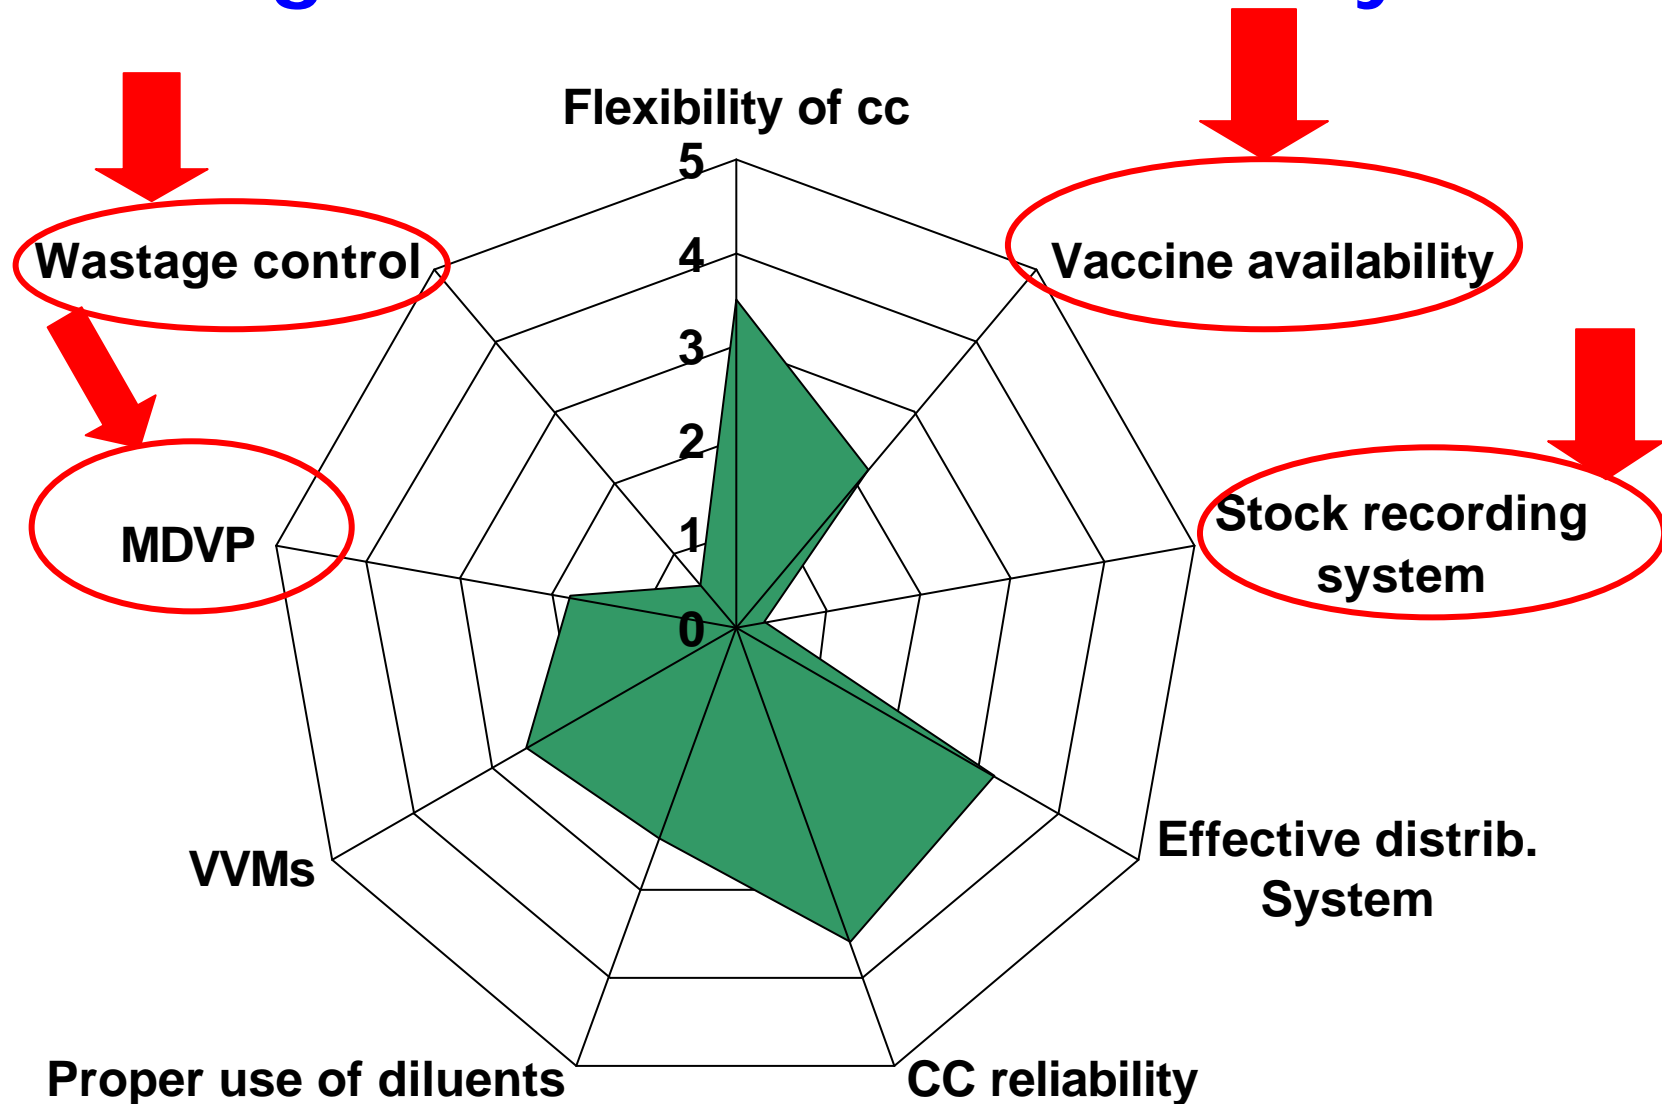 Flexibility of cc
5
4
3
2
1
0
Wastage control
Vaccine availability
MDVP
Stock recording
system
VVMs
Effective distrib.
System
Proper use of diluents
CC reliability